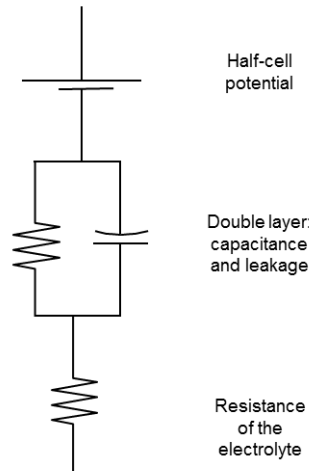 Half-cell
potential
Double layer:
capacitance
and leakage
Resistance
of the
electrolyte